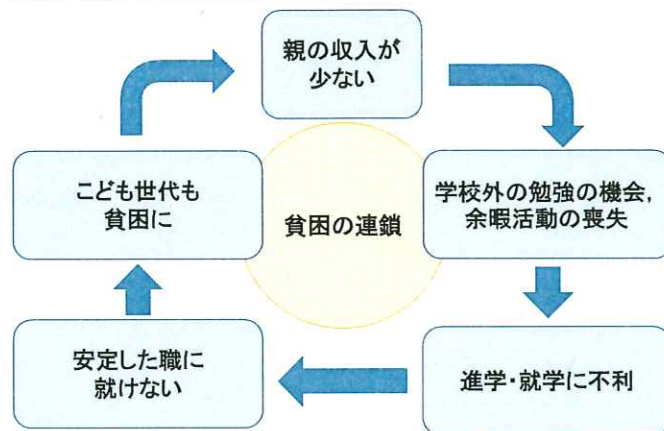 親の収入が
少ない
学校外の勉強の機会,
余暇活動の喪失
進学・就学に不利
安定した職に
就けない
こども世代も
貧困に
貧困の連鎖